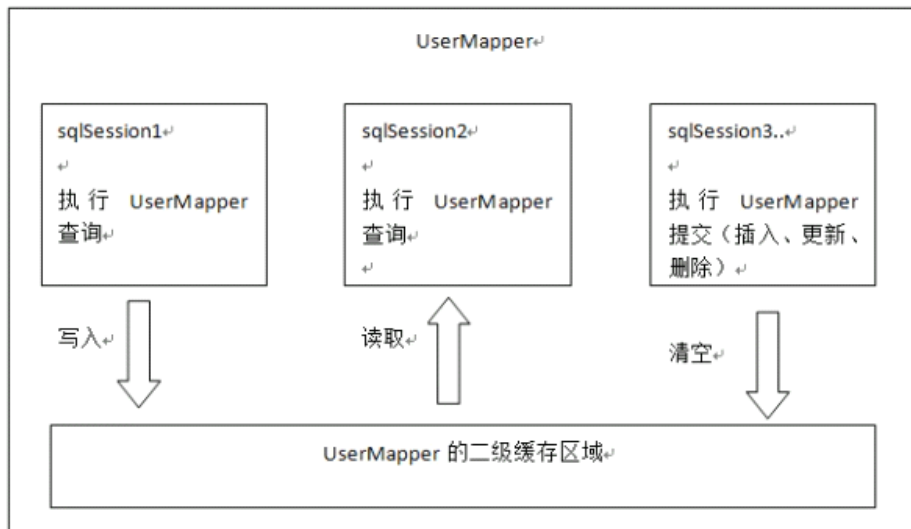 UserMapper
sqlSession1
执行 UserMapper
查询
sqlSession2
执行 UserMapper
查询
sqlSession3..
执行 UserMapper
提交（插入、更新、
删除）
写入
读取
清空
UserMapper 的二级缓存区域